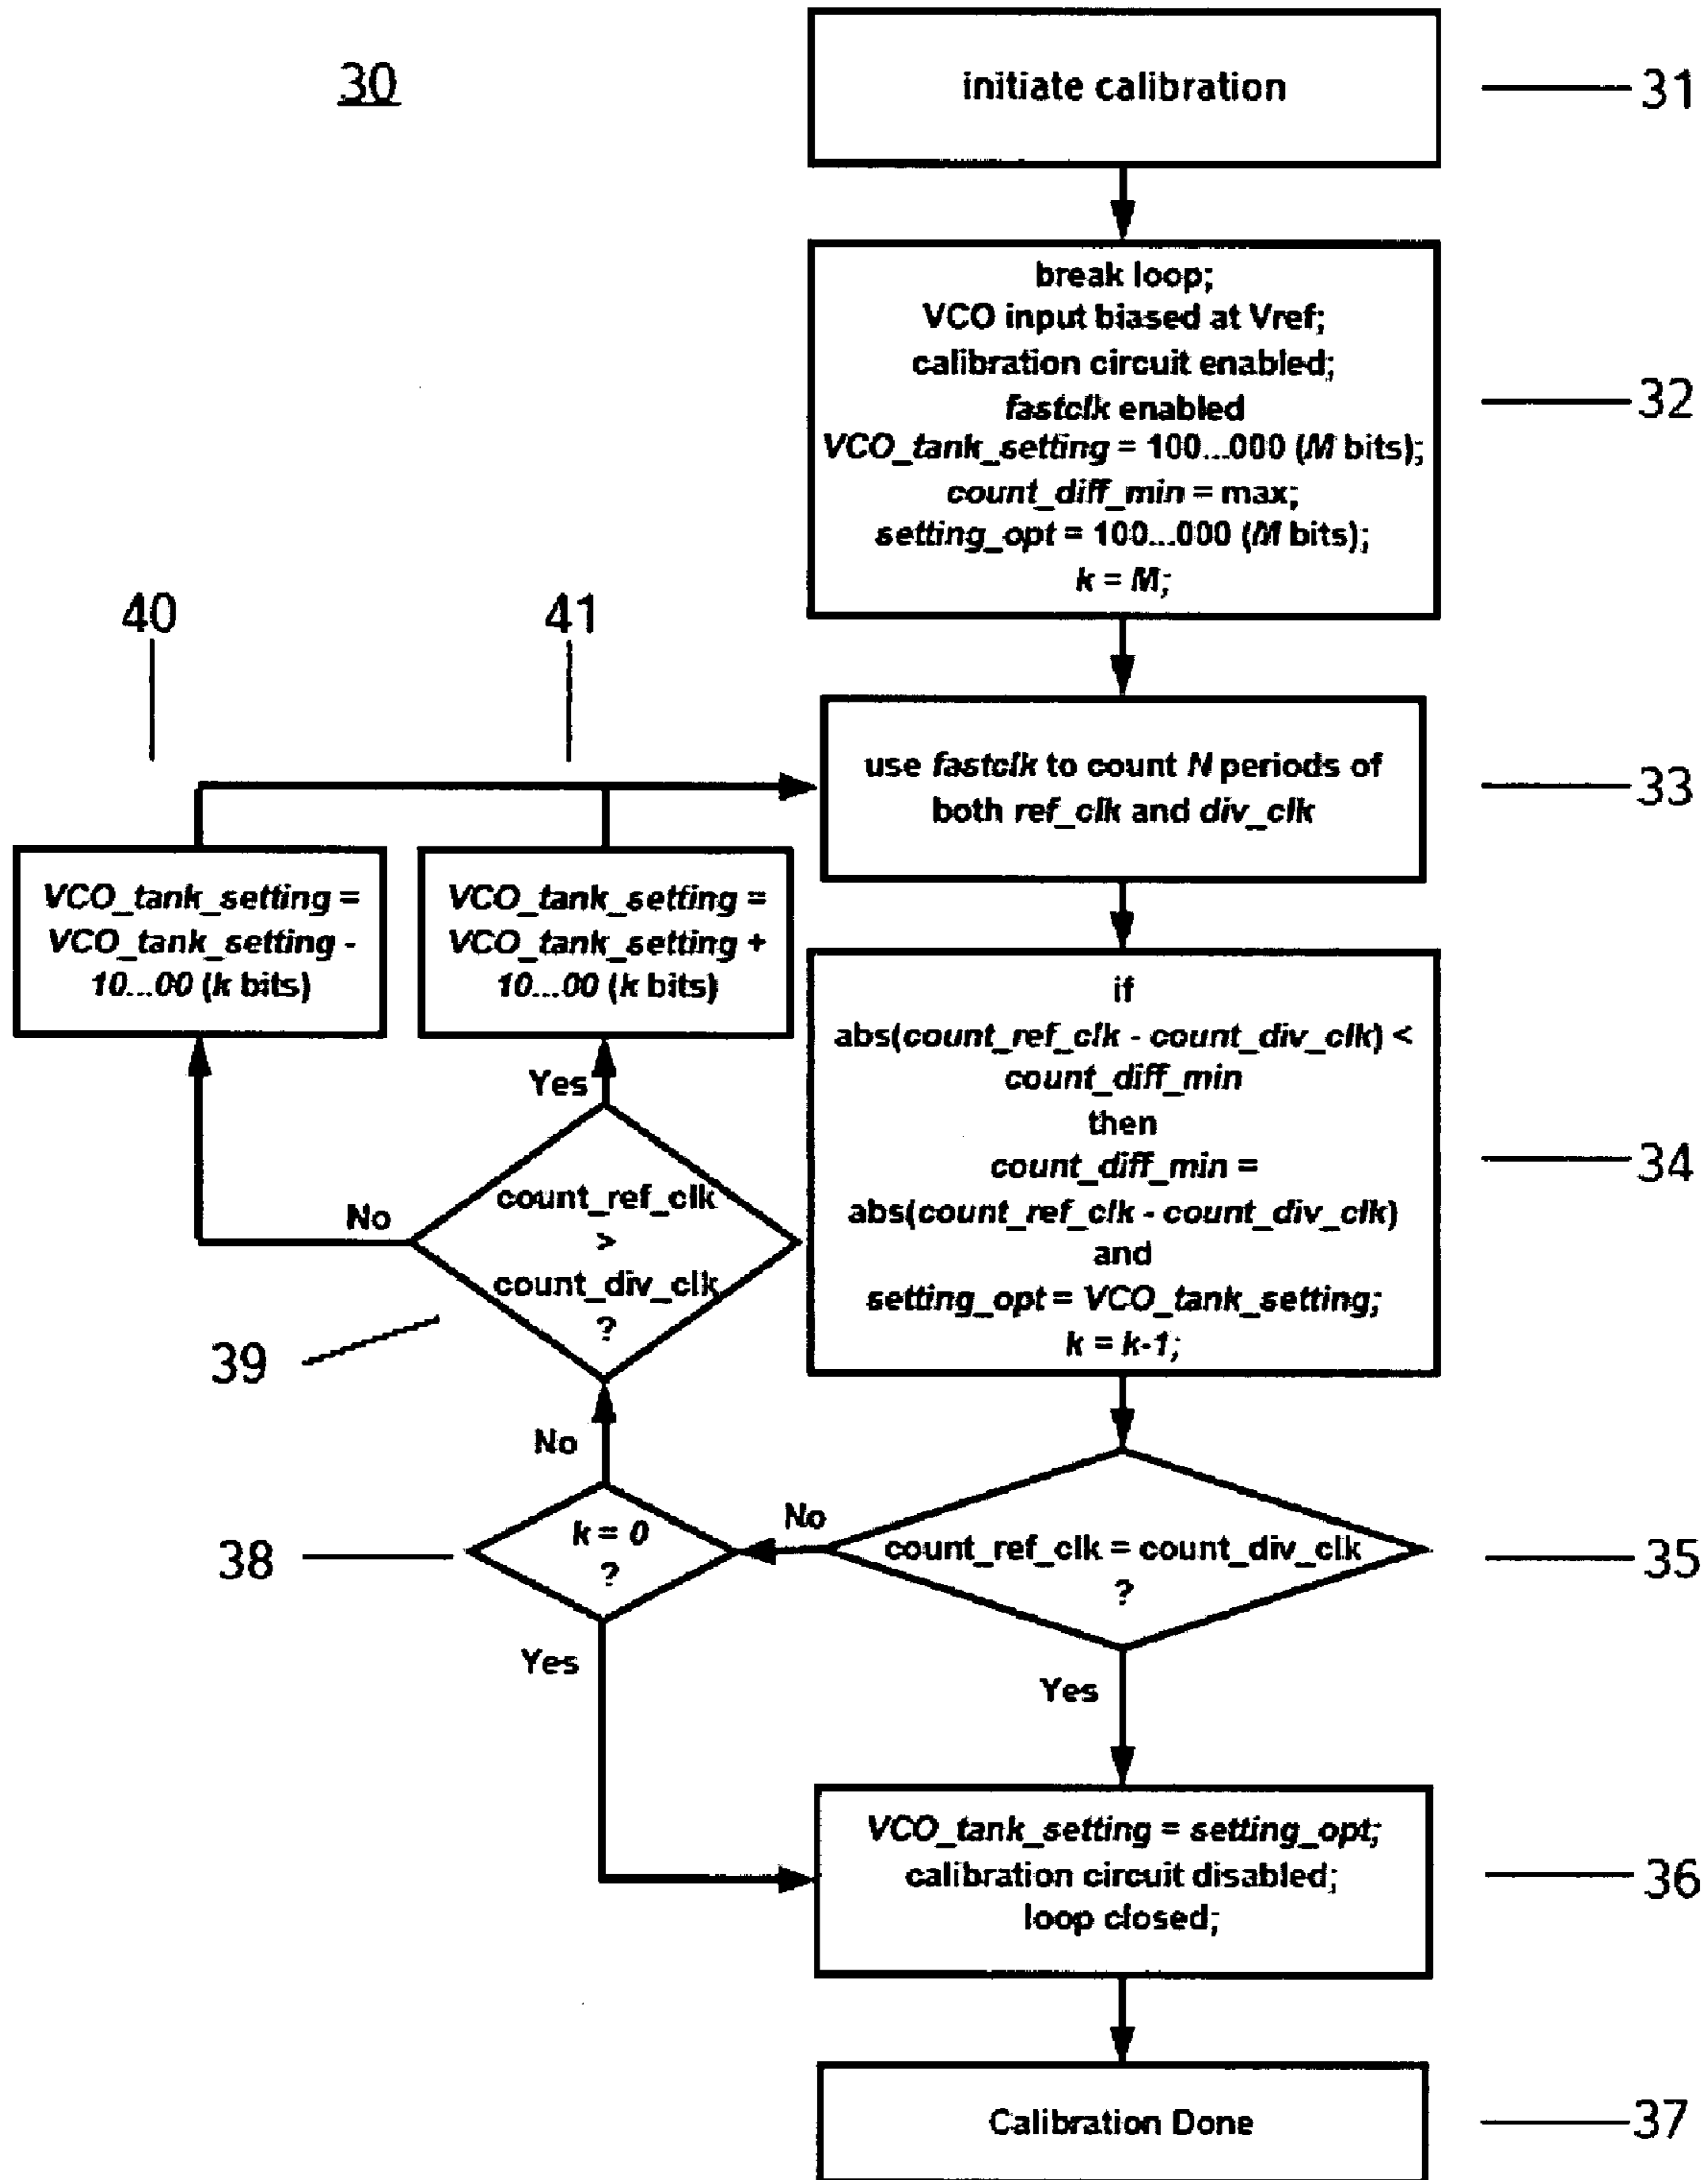 30
initiate calibration
31
break loop;
VCO input biased at Vref;
calibration circuit enabled;
fastclk enabled
VCO_tank_setting = 100...000 (M bits);
count_diff_min = max;
setting_opt = 100...000 (M bits);
k = M;
32
40
41
use fastclk to count N periods of
both ref_clk and div_clk
33
VCO_tank_setting =
VCO_tank_setting -
10...00 (k bits)
VCO_tank_setting =
VCO_tank_setting +
10...00 (k bits)
if
abs(count_ref_clk - count_div_clk) <
count_diff_min
then
count_diff_min =
abs(count_ref_clk - count_div_clk)
and
setting_opt = VCO_tank_setting;
k = k-1;
34
Yes
No
count_ref_clk
>
count_div_clk
?
39
No
k = 0
?
38
No
count_ref_clk = count_div_clk
?
35
Yes
Yes
VCO_tank_setting = setting_opt;
calibration circuit disabled;
loop closed;
36
Calibration Done
37